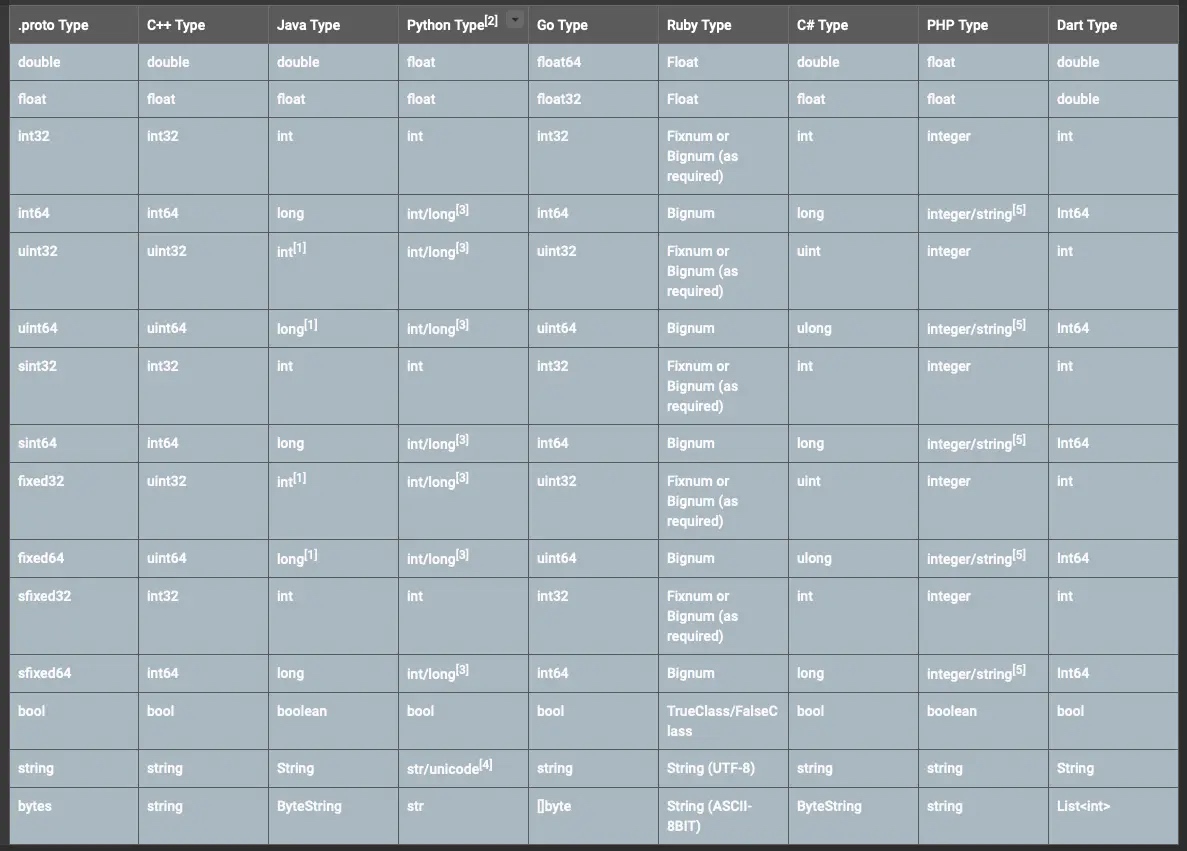 .proto Type C++ Type Java Type Python Type[2] Go Type Ruby Type C# Type PHP Type Dart Type
double double double float float64 Float double float double
float float float float float32 Float float float double
int32 int32 int int int32 Fixnum or Bignum (as required) int integer int
int64 int64 long int/long[3] int64 Bignum long integer/string[5] Int64
uint32 uint32 int[1] int/long[3] uint32 Fixnum or Bignum (as required) uint integer int
uint64 uint64 long[1] int/long[3] uint64 Bignum ulong integer/string[5] Int64
sint32 int32 int int int32 Fixnum or Bignum (as required) int integer int
sint64 int64 long int/long[3] int64 Bignum long integer/string[5] Int64
fixed32 uint32 int[1] int/long[3] uint32 Fixnum or Bignum (as required) uint integer int
fixed64 uint64 long[1] int/long[3] uint64 Bignum ulong integer/string[5] Int64
sfixed32 int32 int int int32 Fixnum or Bignum (as required) int integer int
sfixed64 int64 long int/long[3] int64 Bignum long integer/string[5] Int64
bool bool boolean bool bool TrueClass/FalseClass bool boolean bool
string string String str/unicode[4] string String (UTF-8) string string String
bytes string ByteString str []byte String (ASCII-8BIT) ByteString string List<int>